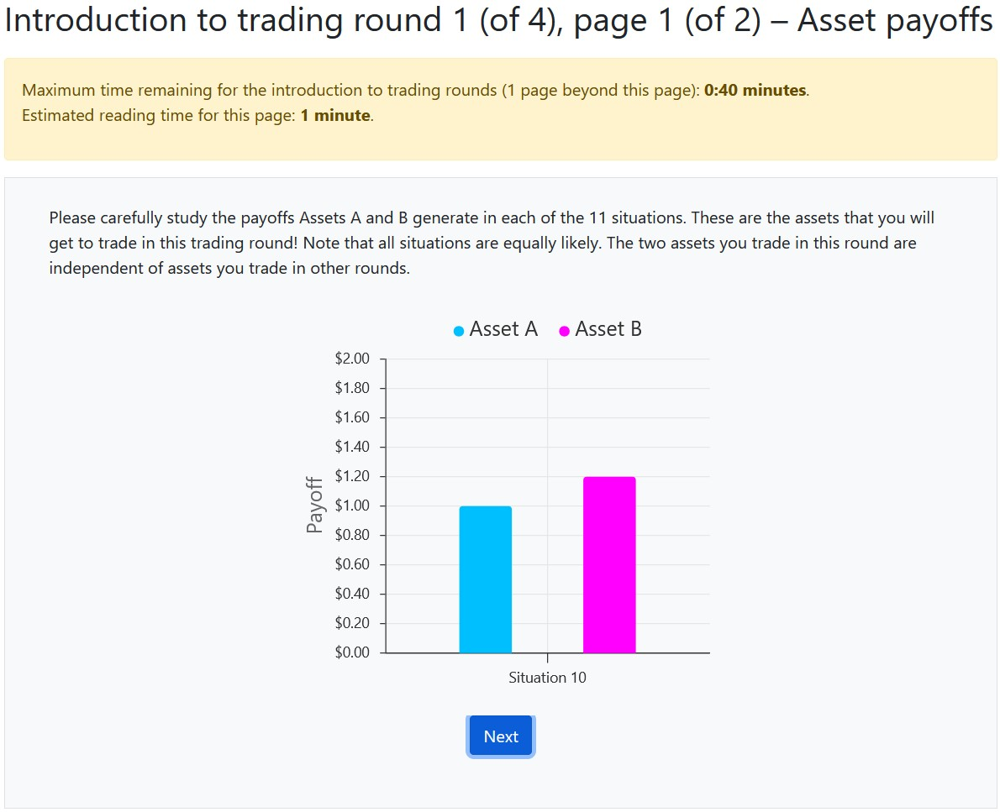 Introduction to trading round 1 (of 4), page 1 (of 2) – Asset payoffs
Maximum time remaining for the introduction to trading rounds (1 page beyond this page): 0:40 minutes.
Estimated reading time for this page: 1 minute.
Please carefully study the payoffs Assets A and B generate in each of the 11 situations. These are the assets that you will
get to trade in this trading round! Note that all situations are equally likely. The two assets you trade in this round are
independent of assets you trade in other rounds.
Asset A Asset B
$2.00
$1.80
$1.60
$1.40
$1.20
$1.00
$0.80
$0.60
$0.40
$0.20
$0.00
Payoff
Situation 10
Next